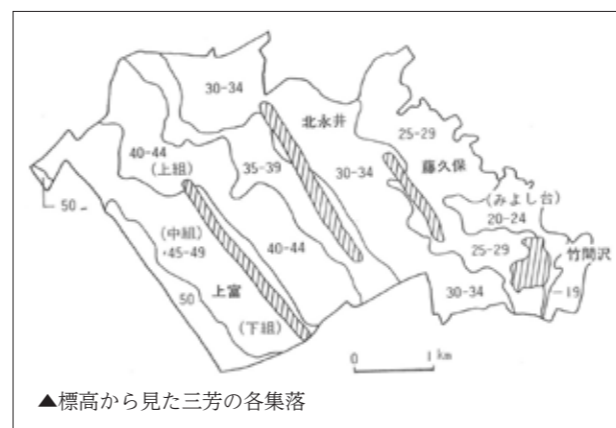 30-34
北永井
25-29
40-44
(上組)
35-39
30-34
藤久保
50
(みよし台)
20-24
(中組)
45-49
40-44
25-29
竹間沢
50
上富
30-34
-19
(下組)
0 1 km
▲標高から見た三芳の各集落